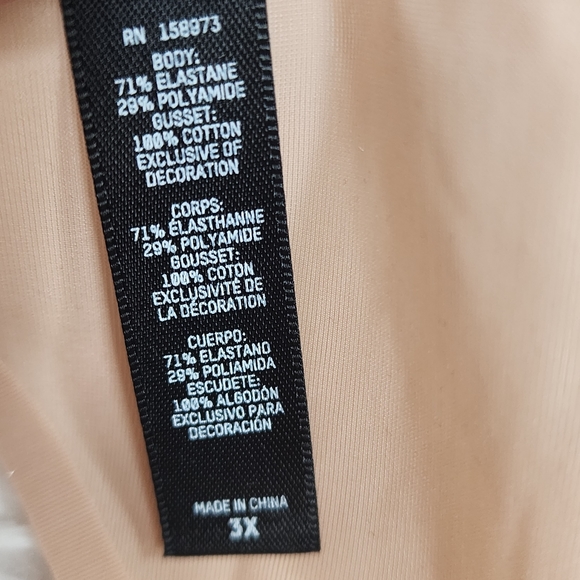 RN 158973
BODY:
71% ELASTANE
29% POLYAMIDE
GUSSET:
100% COTTON
EXCLUSIVE OF
DECORATION
CORPS:
71% ÉLASTHANNE
29% POLYAMIDE
GOUSSET:
100% COTON
EXCLUSIVITÉ DE
LA DÉCORATION
CUERPO:
71% ELASTANO
29% POLIAMIDA
ESCUDETE:
100% ALGODÓN
EXCLUSIVO PARA
DECORACIÓN
MADE IN CHINA
3X